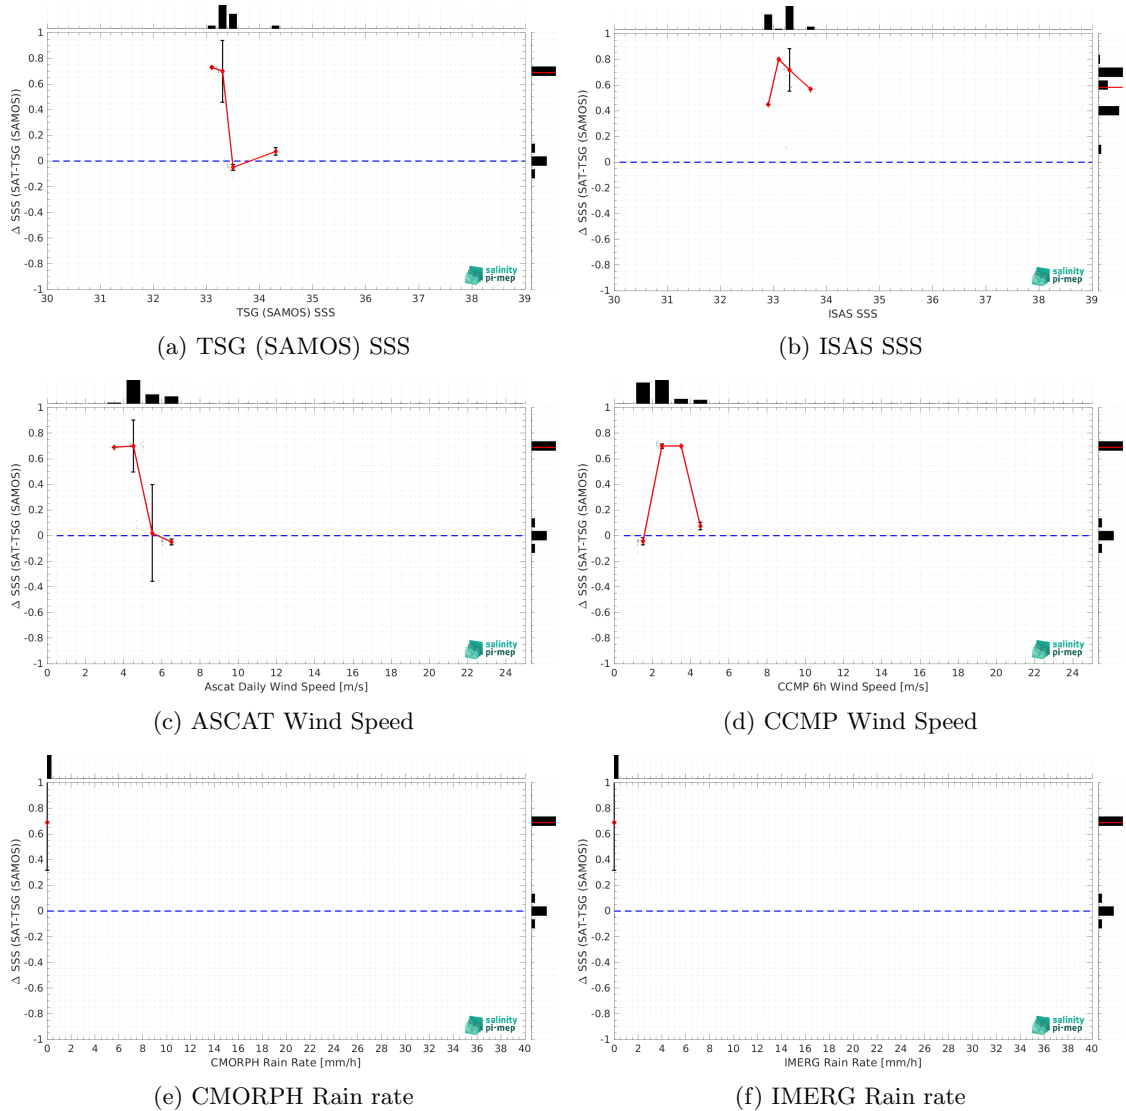 1
0.8
0.6
0.4
0.2
0
-0.2
-0.4
-0.6
-0.8
-1
Δ SSS (SAT-TSG (SAMOS))
salinity
pi-mep
30 31 32 33 34 35 36 37 38 39
TSG (SAMOS) SSS
(a) TSG (SAMOS) SSS
1
0.8
0.6
0.4
0.2
0
-0.2
-0.4
-0.6
-0.8
-1
Δ SSS (SAT-TSG (SAMOS))
salinity
pi-mep
30 31 32 33 34 35 36 37 38 39
ISAS SSS
(b) ISAS SSS
1
0.8
0.6
0.4
0.2
0
-0.2
-0.4
-0.6
-0.8
-1
Δ SSS (SAT-TSG (SAMOS))
salinity
pi-mep
0 2 4 6 8 10 12 14 16 18 20 22 24
Ascat Daily Wind Speed [m/s]
(c) ASCAT Wind Speed
1
0.8
0.6
0.4
0.2
0
-0.2
-0.4
-0.6
-0.8
-1
Δ SSS (SAT-TSG (SAMOS))
salinity
pi-mep
0 2 4 6 8 10 12 14 16 18 20 22 24
CCMP 6h Wind Speed [m/s]
(d) CCMP Wind Speed
1
0.8
0.6
0.4
0.2
0
-0.2
-0.4
-0.6
-0.8
-1
Δ SSS (SAT-TSG (SAMOS))
salinity
pi-mep
0 2 4 6 8 10 12 14 16 18 20 22 24 26 28 30 32 34 36 38 40
CMORPH Rain Rate [mm/h]
(e) CMORPH Rain rate
1
0.8
0.6
0.4
0.2
0
-0.2
-0.4
-0.6
-0.8
-1
Δ SSS (SAT-TSG (SAMOS))
salinity
pi-mep
0 2 4 6 8 10 12 14 16 18 20 22 24 26 28 30 32 34 36 38 40
IMERG Rain Rate [mm/h]
(f) IMERG Rain rate